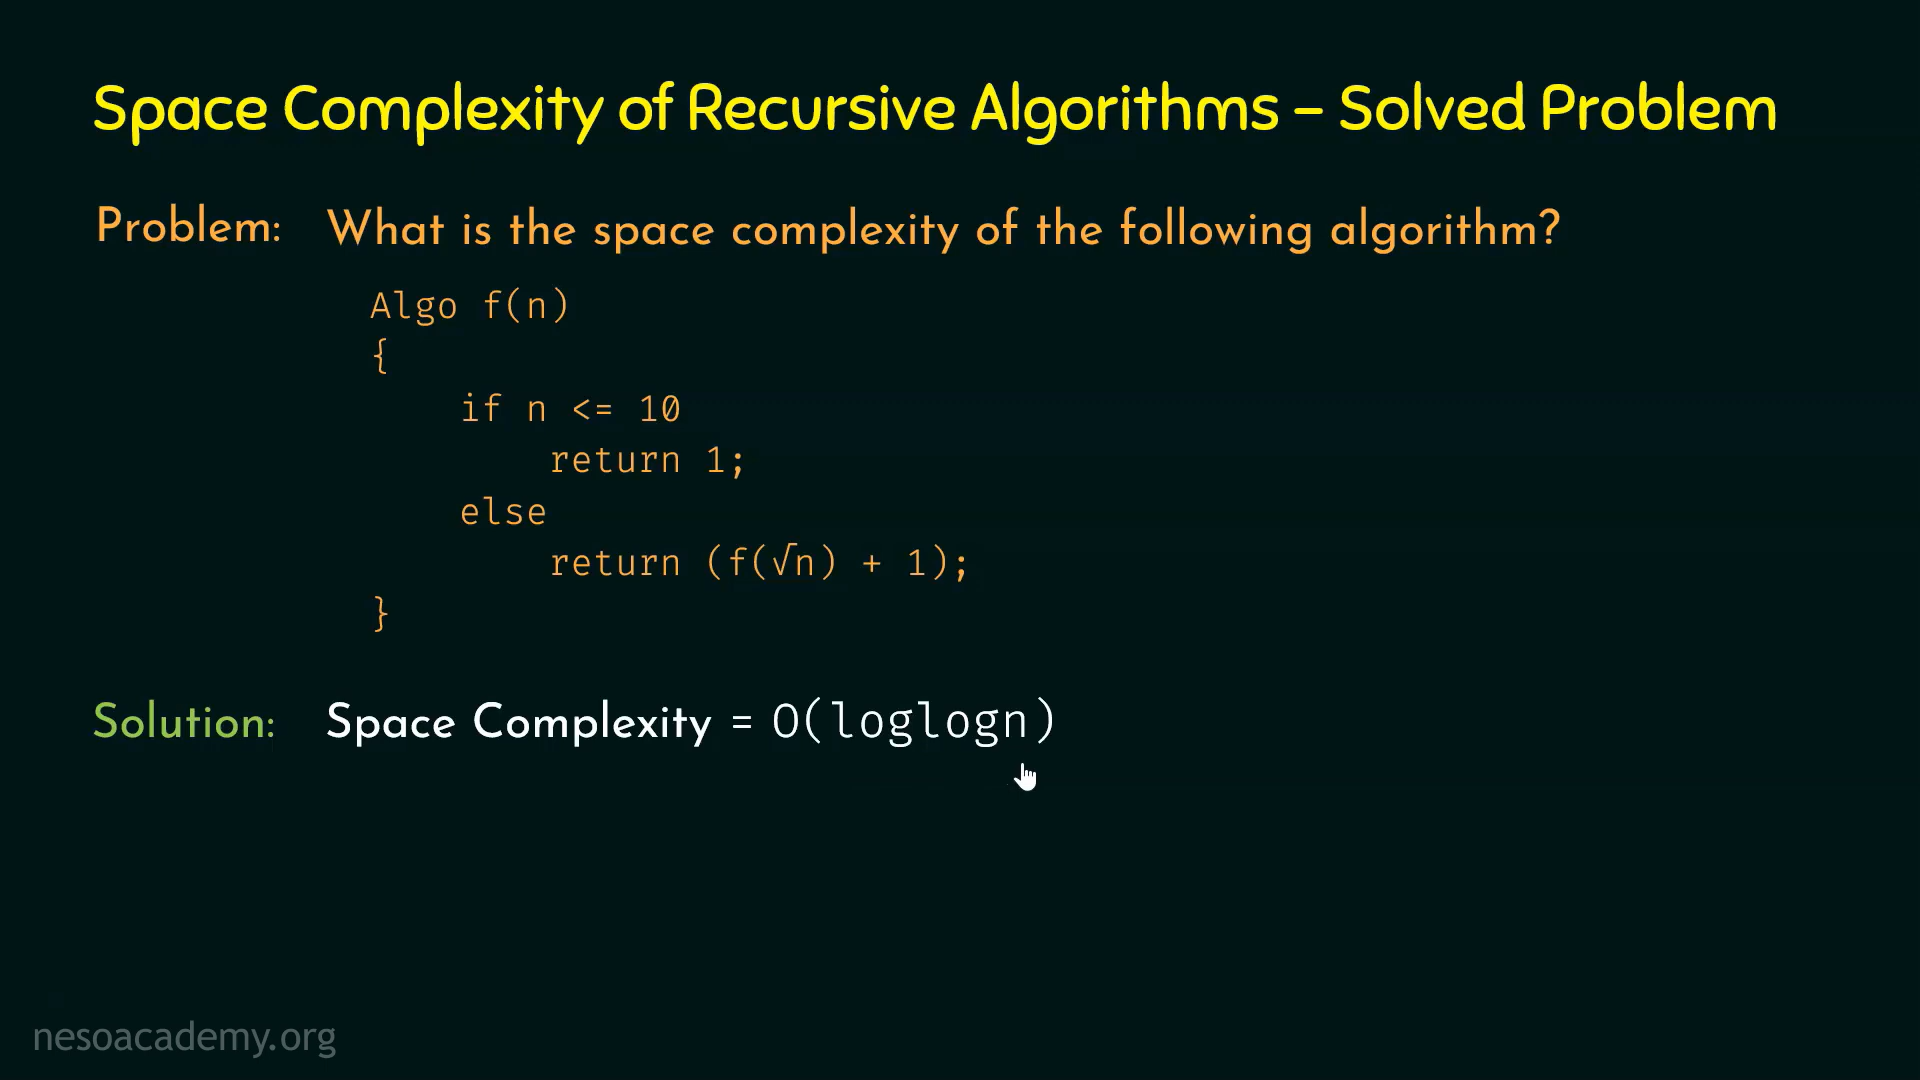 Space Complexity of Recursive Algorithms – Solved Problem
Problem: What is the space complexity of the following algorithm?
Algo f(n)
{
if n <= 10
return 1;
else
return (f(√n) + 1);
}
Solution: Space Complexity = O(loglogn)
nesoacademy.org